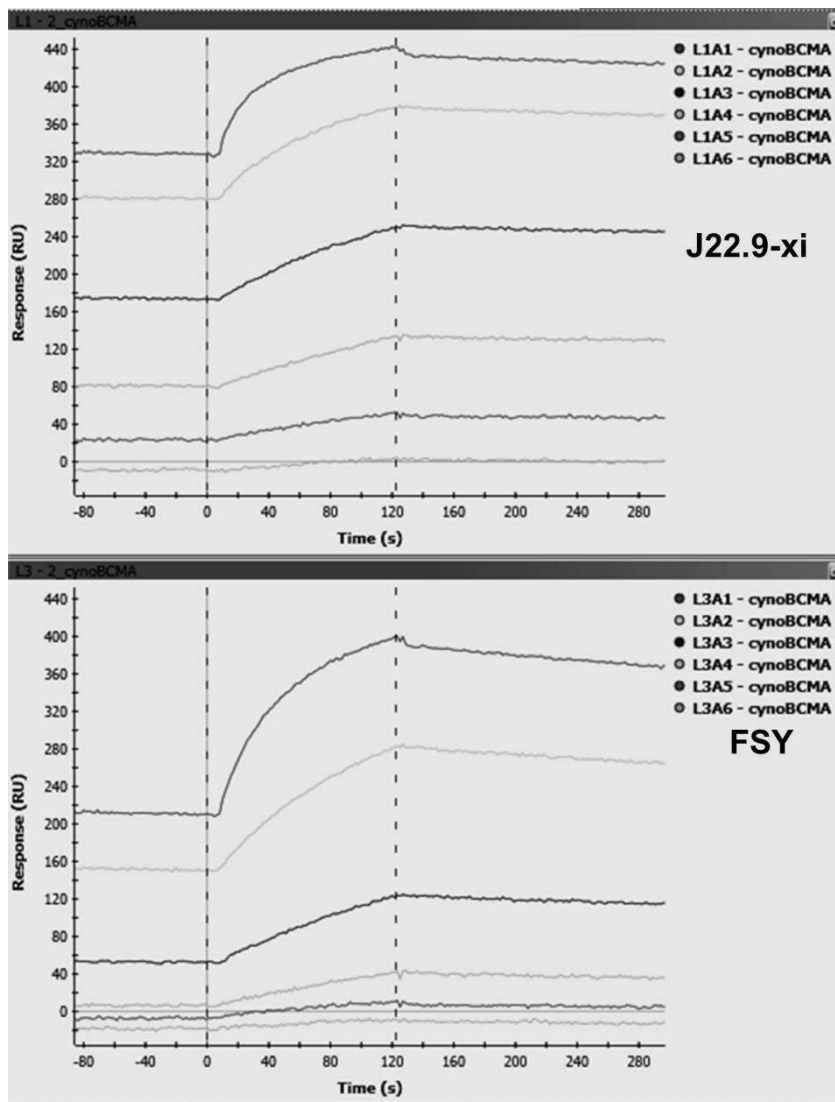 L1 - 2_cynoBCMA
440
400
360
320
280
240
200
160
120
80
40
0
Response (RU)
-80 -40 0 40 80 120 160 200 240 280
Time (s)
L1A1 - cynoBCMA
L1A2 - cynoBCMA
L1A3 - cynoBCMA
L1A4 - cynoBCMA
L1A5 - cynoBCMA
L1A6 - cynoBCMA
J22.9-xi
L3 - 2_cynoBCMA
440
400
360
320
280
240
200
160
120
80
40
0
Response (RU)
-80 -40 0 40 80 120 160 200 240 280
Time (s)
L3A1 - cynoBCMA
L3A2 - cynoBCMA
L3A3 - cynoBCMA
L3A4 - cynoBCMA
L3A5 - cynoBCMA
L3A6 - cynoBCMA
FSY